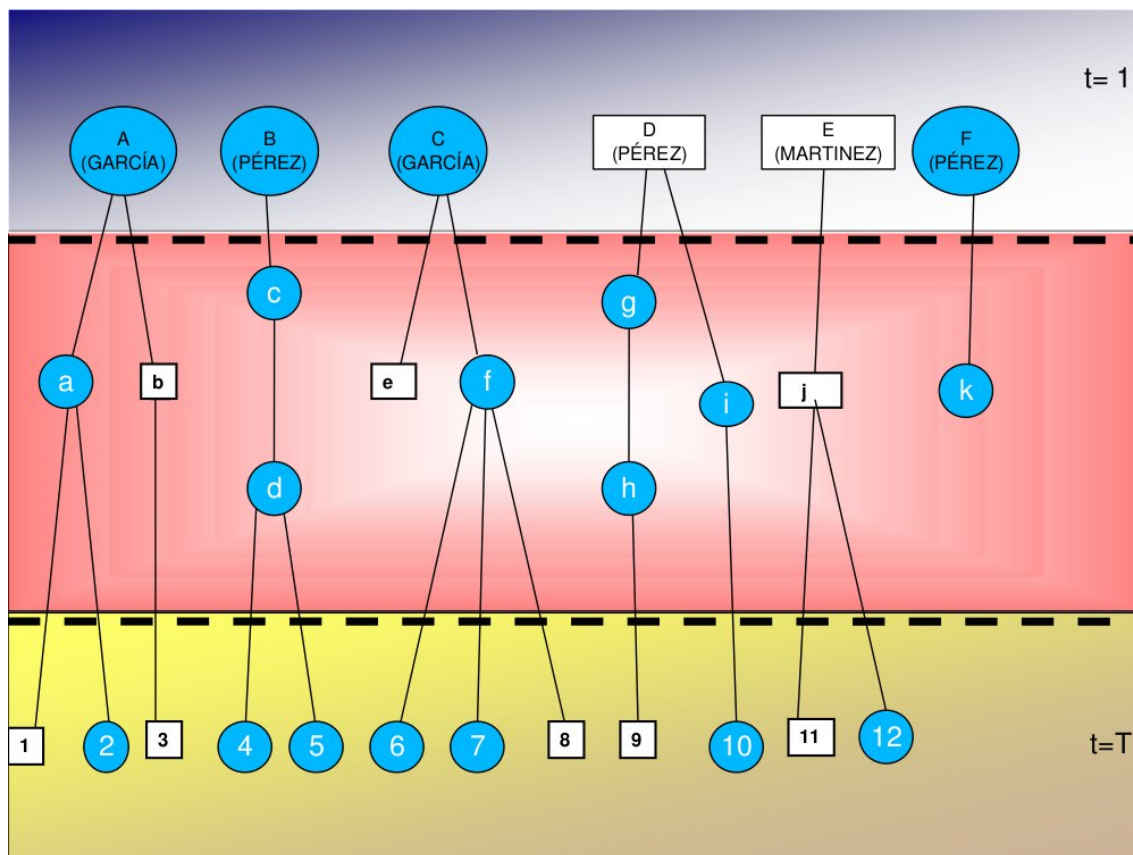 t= 1
A
(GARCÍA)
B
(PÉREZ)
C
(GARCÍA)
D
(PÉREZ)
E
(MARTINEZ)
F
(PÉREZ)
c
g
a
b
e
f
i
j
k
d
h
1
2
3
4
5
6
7
8
9
10
11
12
t=T